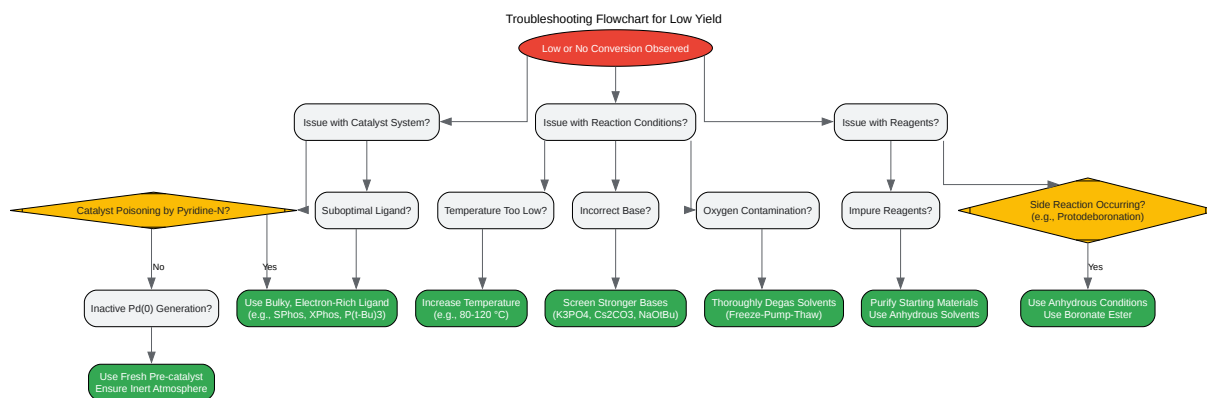 Troubleshooting Flowchart for Low Yield
Low or No Conversion Observed
Issue with Catalyst System?
Issue with Reaction Conditions?
Issue with Reagents?
Catalyst Poisoning by Pyridine-N?
Suboptimal Ligand?
Temperature Too Low?
Incorrect Base?
Oxygen Contamination?
Impure Reagents?
Side Reaction Occurring?
(e.g., Protodeboronation)
No
Yes
Yes
Inactive Pd(0) Generation?
Use Bulky, Electron-Rich Ligand
(e.g., SPhos, XPhos, P(t-Bu)3)
Increase Temperature
(e.g., 80-120 °C)
Screen Stronger Bases
(K3PO4, Cs2CO3, NaOtBu)
Thoroughly Degas Solvents
(Freeze-Pump-Thaw)
Purify Starting Materials
Use Anhydrous Solvents
Use Anhydrous Conditions
Use Boronate Ester
Use Fresh Pre-catalyst
Ensure Inert Atmosphere